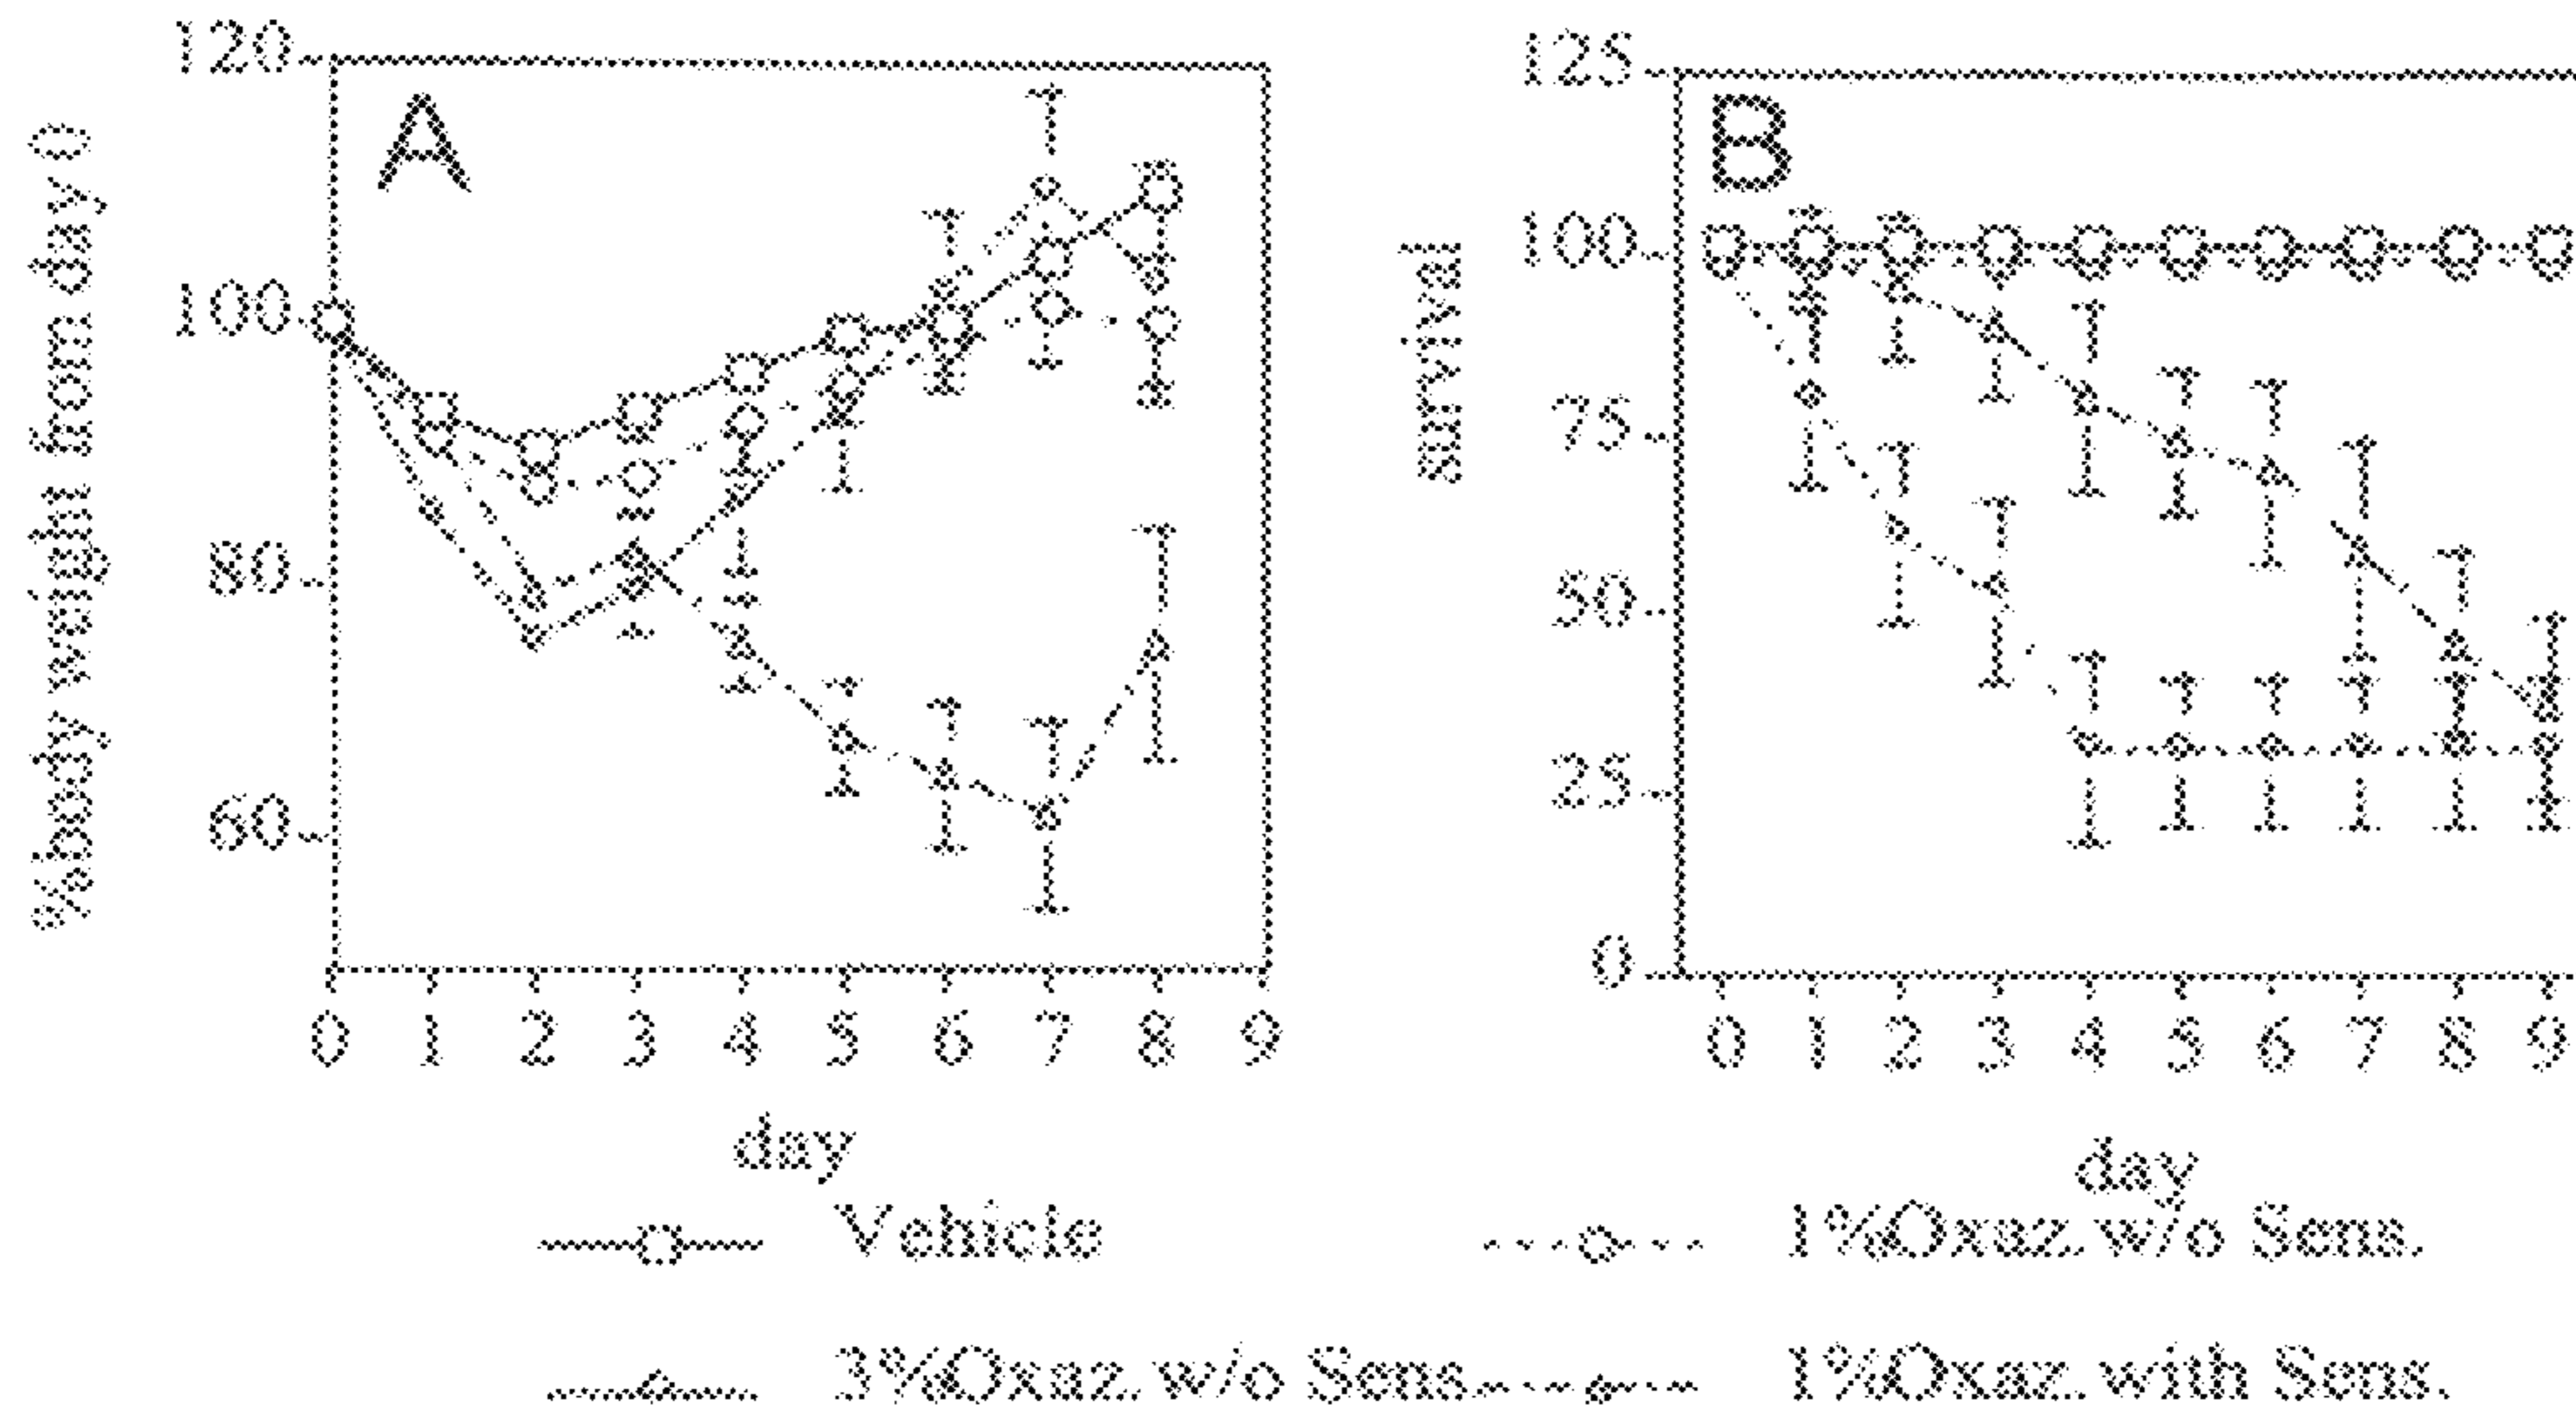 120
100
80
60
%body weight from day 0
A
0 1 2 3 4 5 6 7 8 9
day
125
100
75
50
25
0
survival
B
0 1 2 3 4 5 6 7 8 9
day
Vehicle
1%Oxaz. w/o Sens.
3%Oxaz. w/o Sens.
1%Oxaz. with Sens.